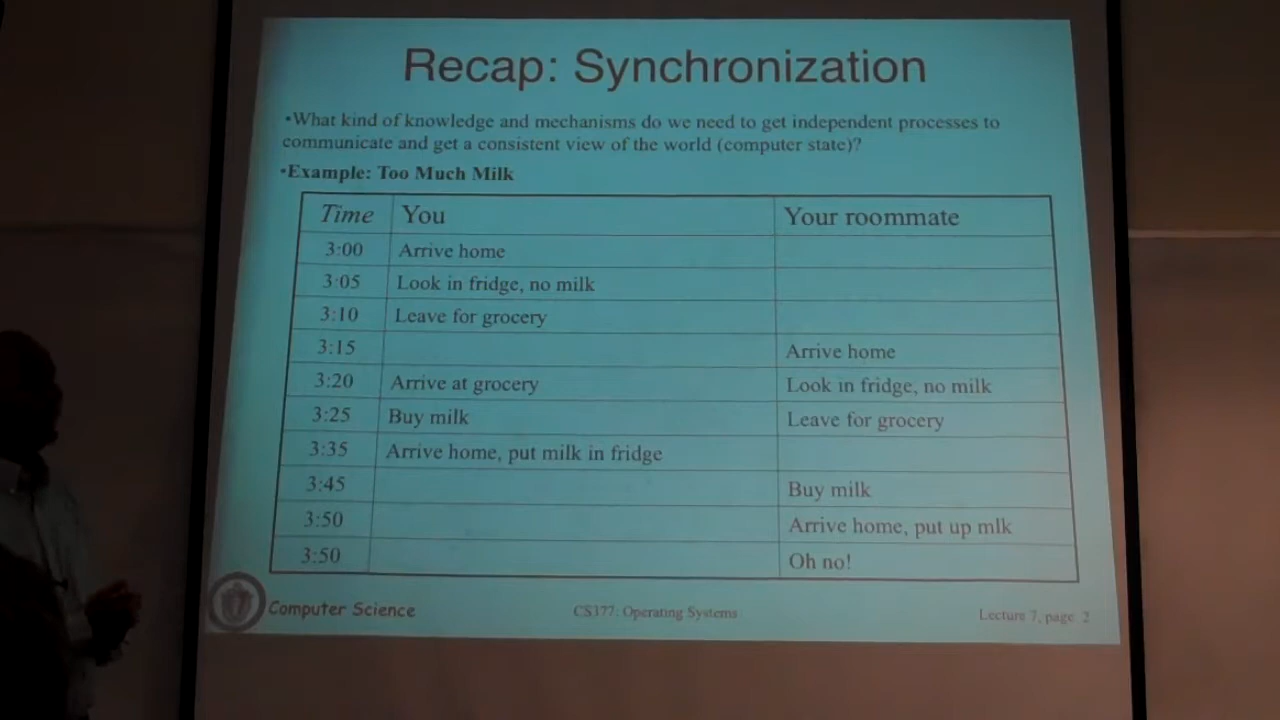 Recap: Synchronization
•What kind of knowledge and mechanisms do we need to get independent processes to
communicate and get a consistent view of the world (computer state)?
•Example: Too Much Milk
Time You Your roommate
3:00 Arrive home
3:05 Look in fridge, no milk
3:10 Leave for grocery
3:15 Arrive home
3:20 Arrive at grocery Look in fridge, no milk
3:25 Buy milk Leave for grocery
3:35 Arrive home, put milk in fridge
3:45 Buy milk
3:50 Arrive home, put up mlk
3:50 Oh no!
Computer Science CS377: Operating Systems Lecture 7, page 2